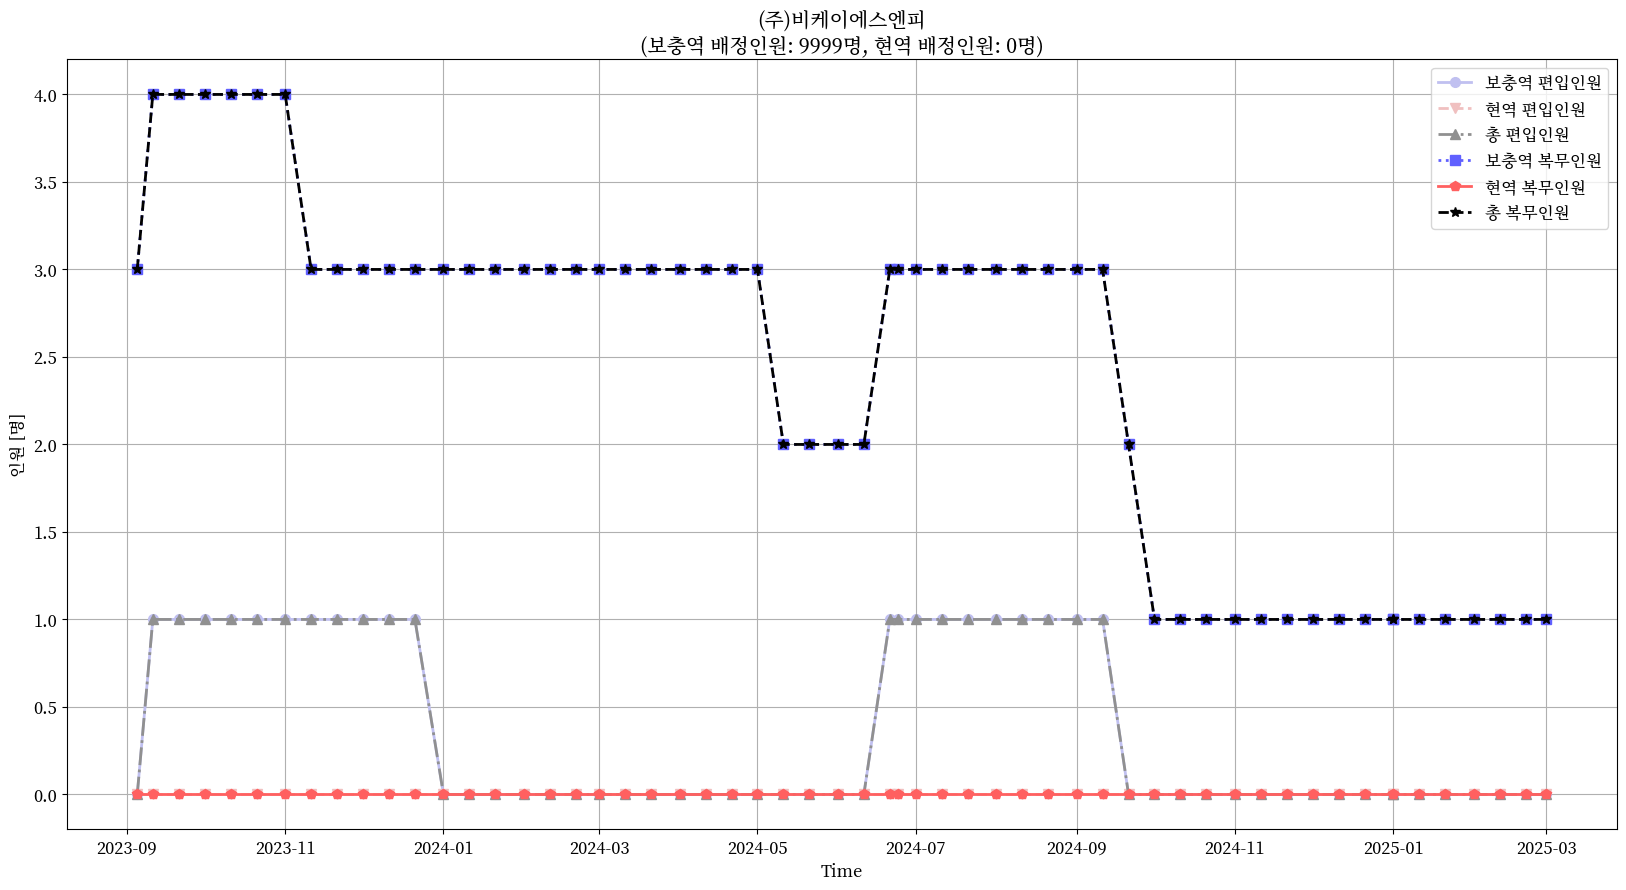 (주)비케이에스엔피
(보충역 배정인원: 9999명, 현역 배정인원: 0명)
보충역 편입인원
현역 편입인원
총 편입인원
보충역 복무인원
현역 복무인원
총 복무인원
4.0
3.5
3.0
2.5
2.0
1.5
1.0
0.5
0.0
인원 [명]
2023-09
2023-11
2024-01
2024-03
2024-05
2024-07
2024-09
2024-11
2025-01
2025-03
Time